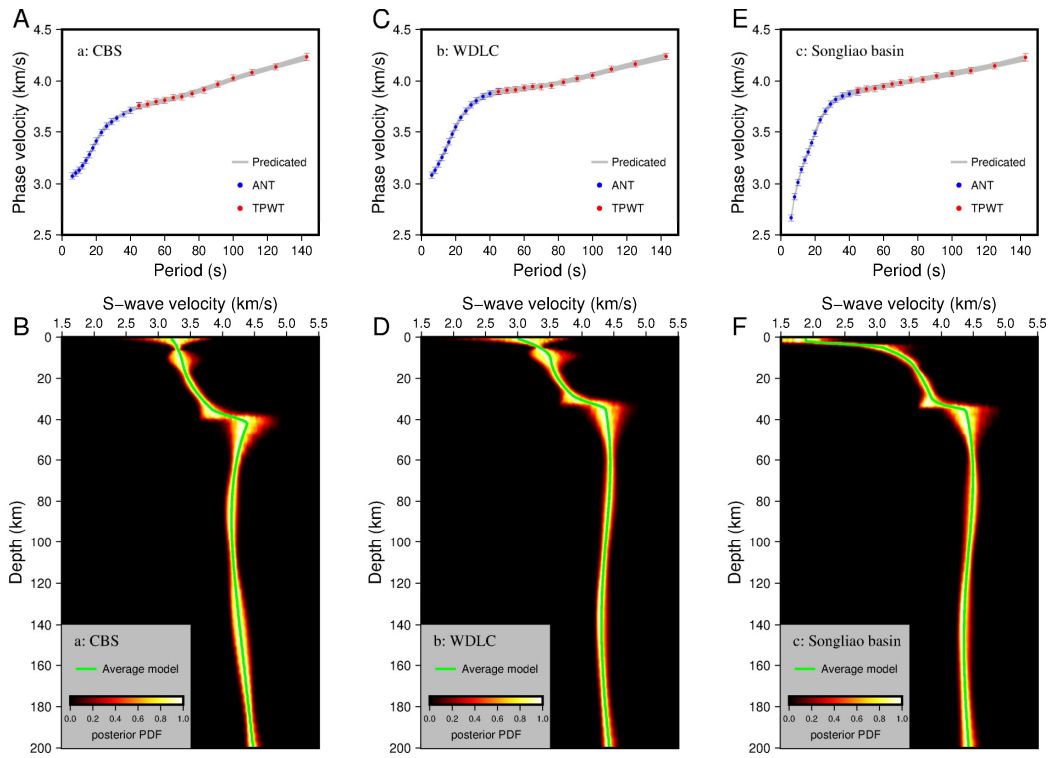 A
a: CBS
4.5
4.0
3.5
3.0
2.5
Phase velocity (km/s)
Predicated
ANT
TPWT
0 20 40 60 80 100 120 140
Period (s)
C
b: WDLC
4.5
4.0
3.5
3.0
2.5
Phase velocity (km/s)
Predicated
ANT
TPWT
0 20 40 60 80 100 120 140
Period (s)
E
c: Songliao basin
4.5
4.0
3.5
3.0
2.5
Phase velocity (km/s)
Predicated
ANT
TPWT
0 20 40 60 80 100 120 140
Period (s)
B
S−wave velocity (km/s)
1.5 2.0 2.5 3.0 3.5 4.0 4.5 5.0 5.5
0
20
40
60
80
100
120
140
160
180
200
Depth (km)
a: CBS
Average model
0.0 0.2 0.4 0.6 0.8 1.0
posterior PDF
D
S−wave velocity (km/s)
1.5 2.0 2.5 3.0 3.5 4.0 4.5 5.0 5.5
0
20
40
60
80
100
120
140
160
180
200
Depth (km)
b: WDLC
Average model
0.0 0.2 0.4 0.6 0.8 1.0
posterior PDF
F
S−wave velocity (km/s)
1.5 2.0 2.5 3.0 3.5 4.0 4.5 5.0 5.5
0
20
40
60
80
100
120
140
160
180
200
Depth (km)
c: Songliao basin
Average model
0.0 0.2 0.4 0.6 0.8 1.0
posterior PDF